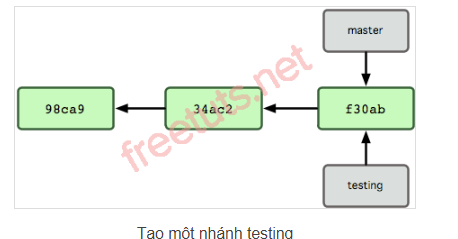 master
98ca9
34ac2
f30ab
freetuts.net
testing
Tạo một nhánh testing